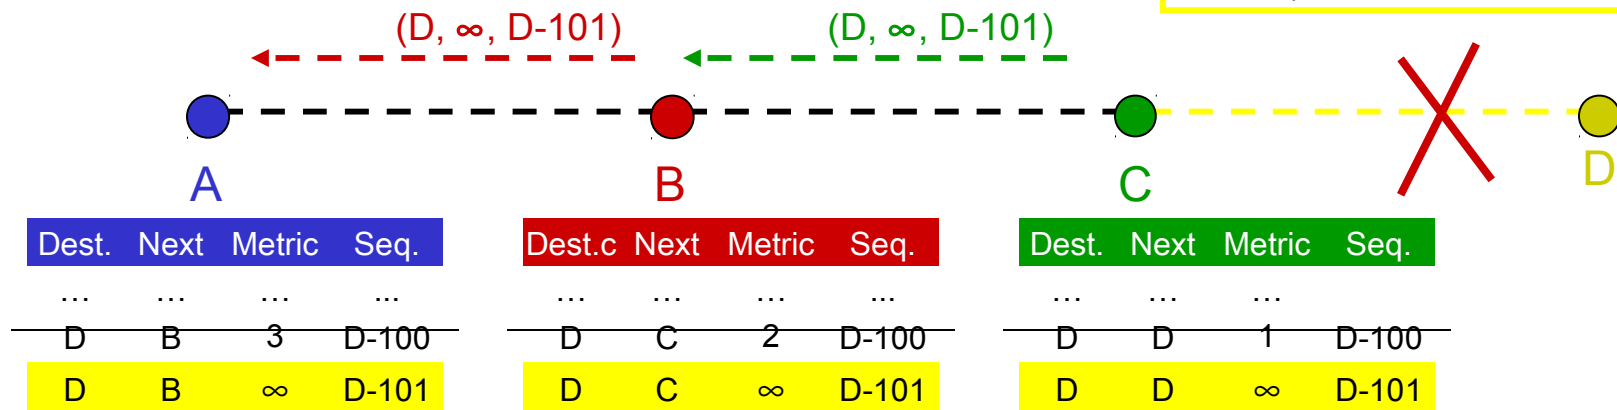 (D, ∞, D-101) (D, ∞, D-101)
A B C D
Dest. Next Metric Seq. Dest.c Next Metric Seq. Dest. Next Metric Seq.
... ... ... ... ... ... ... ... ... ... ...
D B 3 D-100 D C 2 D-100 D D 1 D-100
D B ∞ D-101 D C ∞ D-101 D D ∞ D-101